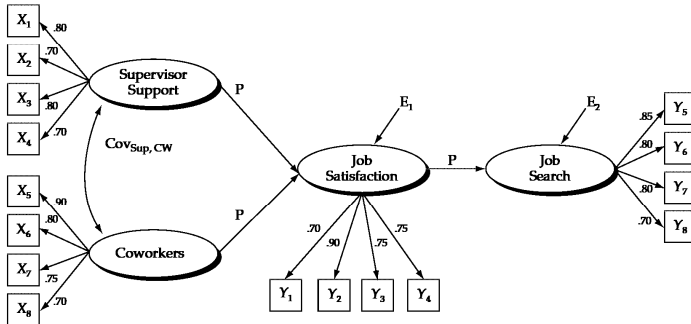 X1
.80
X2
.70
X3
.80
X4
.70
Supervisor
Support
P
CovSup, CW
E1
E2
Job
Satisfaction
P
Job
Search
.85
Y5
.80
Y6
.80
Y7
.70
Y8
X5
.90
X6
.80
X7
.75
X8
.70
Coworkers
P
.70
.90
.75
.75
Y1
Y2
Y3
Y4